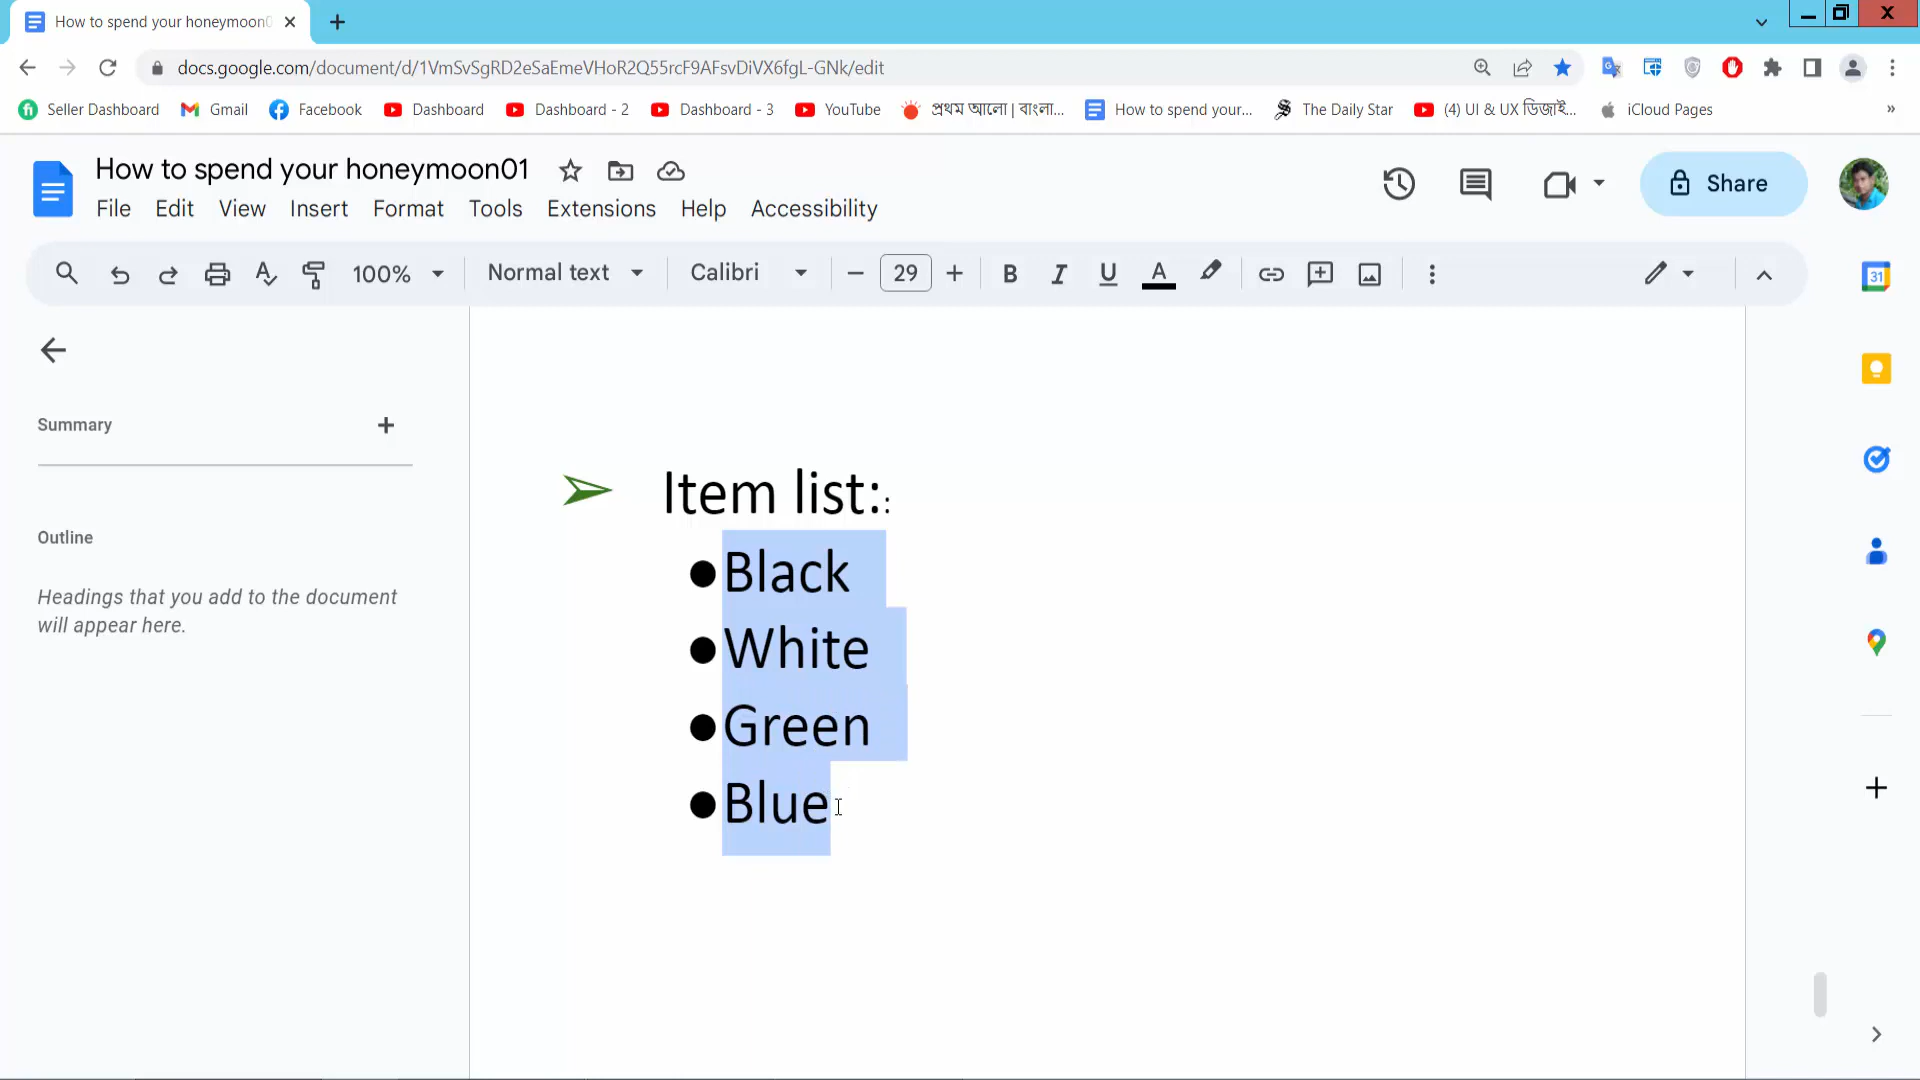 How to spend your honeymoon0
docs.google.com/document/d/1VmSvSgRD2eSaEmeVHoR2Q55rcF9AFsvDiVX6fgL-GNk/edit
Seller Dashboard Gmail Facebook Dashboard Dashboard - 2 Dashboard - 3 YouTube প্রথম আলো | বাংলা... How to spend your... The Daily Star (4) UI & UX ডিজাই... iCloud Pages »
How to spend your honeymoon01
File Edit View Insert Format Tools Extensions Help Accessibility
Share
100% Normal text Calibri 29 B I U A
31
Summary
Outline
Headings that you add to the document
will appear here.
Item list::
Black
White
Green
Blue